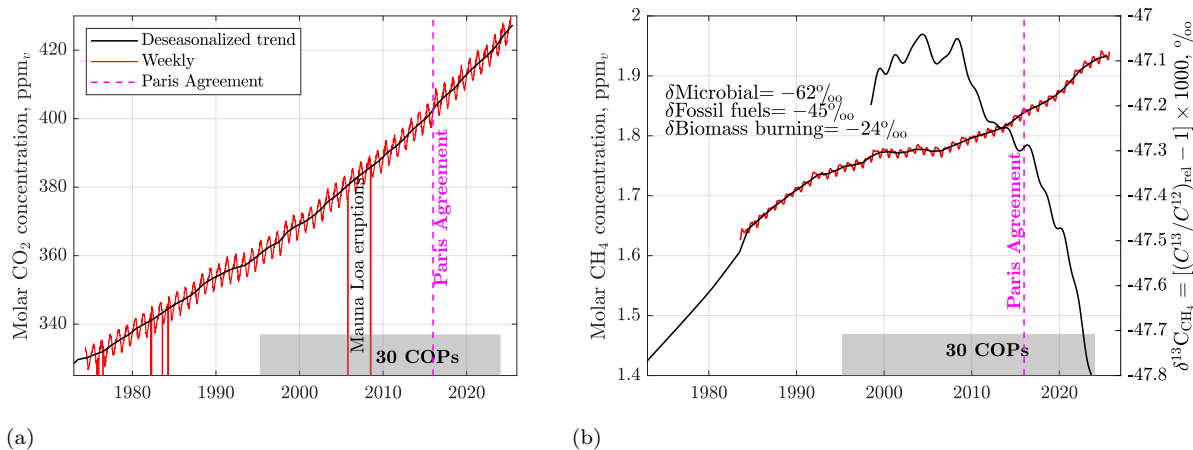 Molar CO₂ concentration, ppmᵥ
420
400
380
360
340
Deseasonalized trend
Weekly
Paris Agreement
Mauna Loa eruptions
Paris Agreement
30 COPs
1980
1990
2000
2010
2020
(a)
Molar CH₄ concentration, ppmᵥ
2
1.9
1.8
1.7
1.6
1.5
1.4
δMicrobial= −62‰
δFossil fuels= −45‰
δBiomass burning= −24‰
Paris Agreement
30 COPs
1980
1990
2000
2010
2020
-47
-47.1
-47.2
-47.3
-47.4
-47.5
-47.6
-47.7
-47.8
δ¹³C_CH₄ = [(C¹³/C¹²)rel − 1] × 1000, ‰
(b)